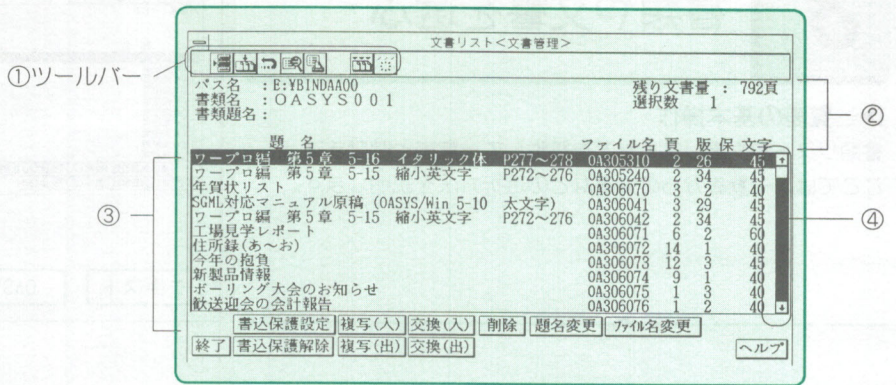 文書リスト<文書管理>
①ツールバー
パス名 :E:¥BINDAA00
残り文書量 : 792頁
書類名 :OASYS001
選択数 1
書類題名:
②
題 名 ファイル名 頁 版 保 文字
ワープロ編 第5章 5-16 イタリック体 P277~278 OA305310 2 26 45
ワープロ編 第5章 5-15 縮小英文字 P272~276 OA305240 2 34 45
年賀状リスト OA306070 3 2 40
SGML対応マニュアル原稿 (OASYS/Win 5-10 太文字) OA306041 3 29 45
ワープロ編 第5章 5-15 縮小英文字 P272~276 OA306042 2 34 45
工場見学レポート OA306071 6 2 60
住所録(あ~お) OA306072 14 1 40
今年の抱負 OA306073 12 3 45
新製品情報 OA306074 9 1 40
ボーリング大会のお知らせ OA306075 1 3 40
歓送迎会の会計報告 OA306076 1 2 40
③
④
書込保護設定 複写(入) 交換(入) 削除 題名変更 ファイル名変更
終了 書込保護解除 複写(出) 交換(出) ヘルプ